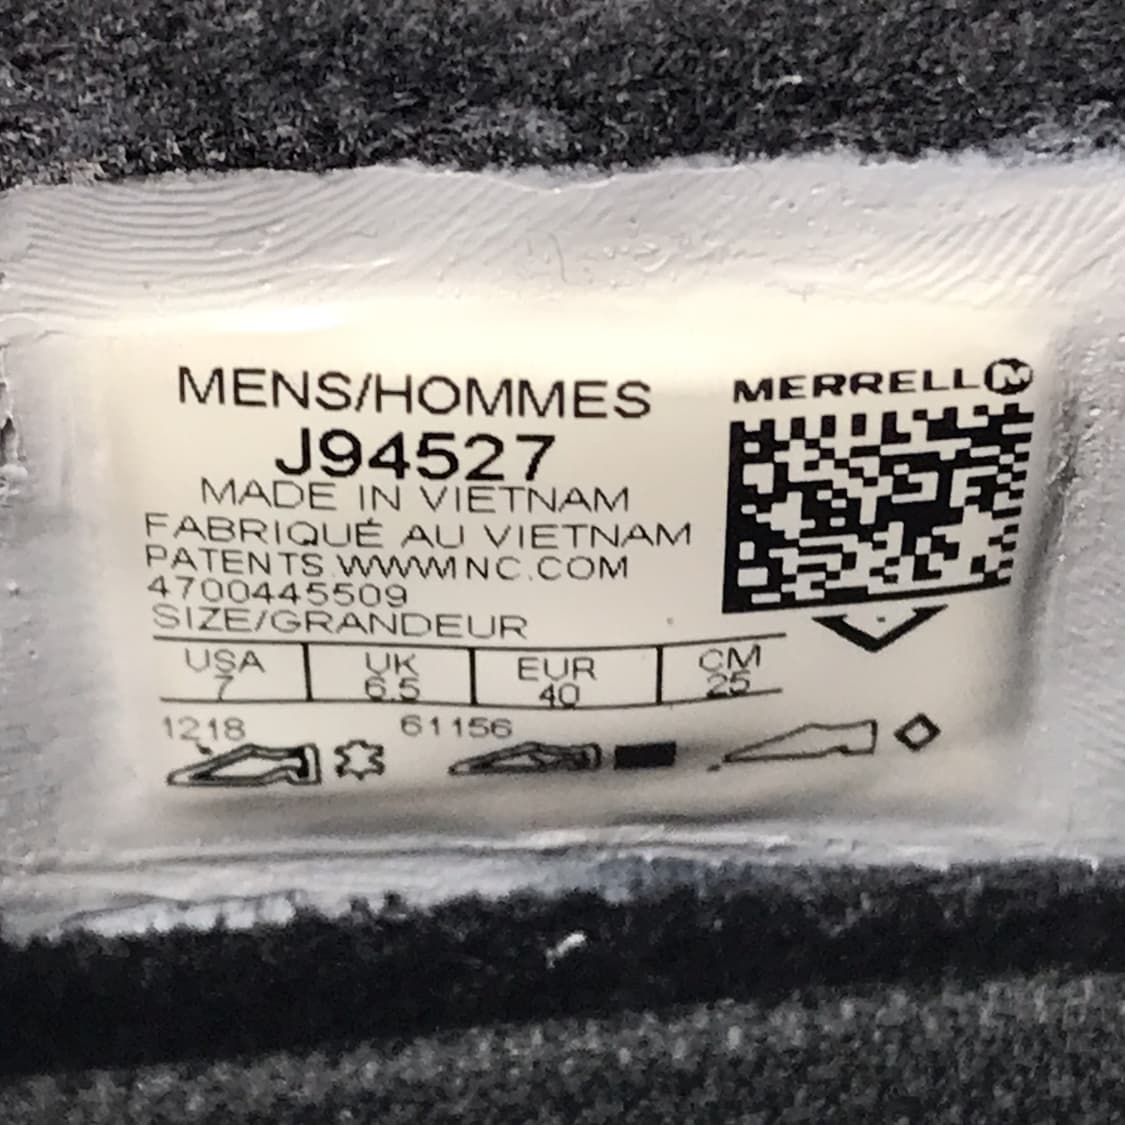 MENS/HOMMES
J94527
MADE IN VIETNAM
FABRIQUÉ AU VIETNAM
PATENTS WWWMNC.COM
4700445509
SIZE/GRANDEUR
USA UK EUR CM
7 6.5 40 25
1218 61156
MERRELL